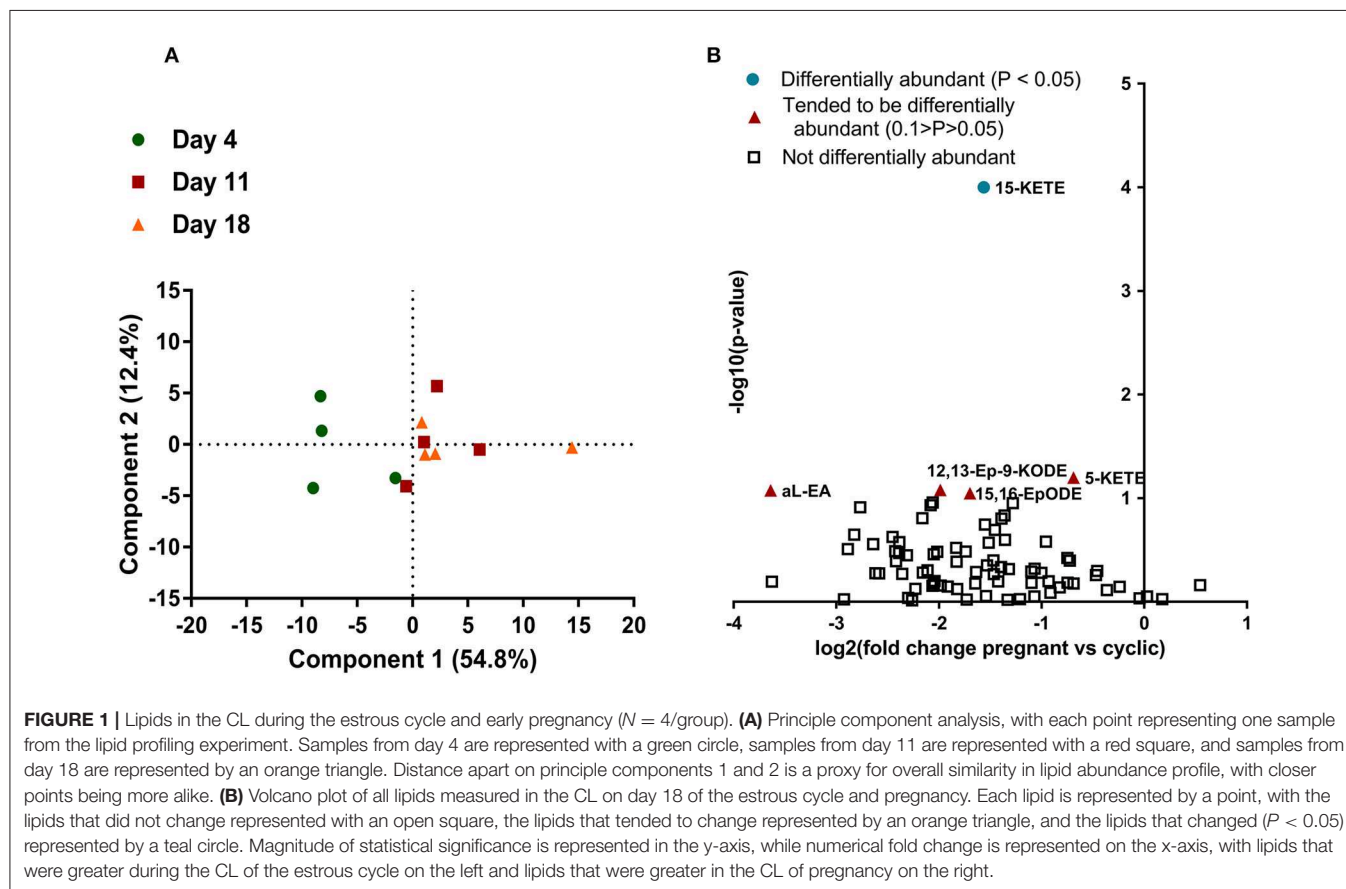 A
Day 4
Day 11
Day 18
Component 2 (12.4%)
15
10
5
0
-5
-10
-15
-20 -15 -10 -5 0 5 10 15 20
Component 1 (54.8%)
B
Differentially abundant (P < 0.05)
Tended to be differentially
abundant (0.1>P>0.05)
Not differentially abundant
-log10(p-value)
5
4
3
2
1
15-KETE
12,13-Ep-9-KODE
5-KETE
aL-EA
15,16-EpODE
-4 -3 -2 -1 0 1
log2(fold change pregnant vs cyclic)
FIGURE 1 | Lipids in the CL during the estrous cycle and early pregnancy (N = 4/group). (A) Principle component analysis, with each point representing one sample
from the lipid profiling experiment. Samples from day 4 are represented with a green circle, samples from day 11 are represented with a red square, and samples from
day 18 are represented by an orange triangle. Distance apart on principle components 1 and 2 is a proxy for overall similarity in lipid abundance profile, with closer
points being more alike. (B) Volcano plot of all lipids measured in the CL on day 18 of the estrous cycle and pregnancy. Each lipid is represented by a point, with the
lipids that did not change represented with an open square, the lipids that tended to change represented by an orange triangle, and the lipids that changed (P < 0.05)
represented by a teal circle. Magnitude of statistical significance is represented in the y-axis, while numerical fold change is represented on the x-axis, with lipids that
were greater during the CL of the estrous cycle on the left and lipids that were greater in the CL of pregnancy on the right.